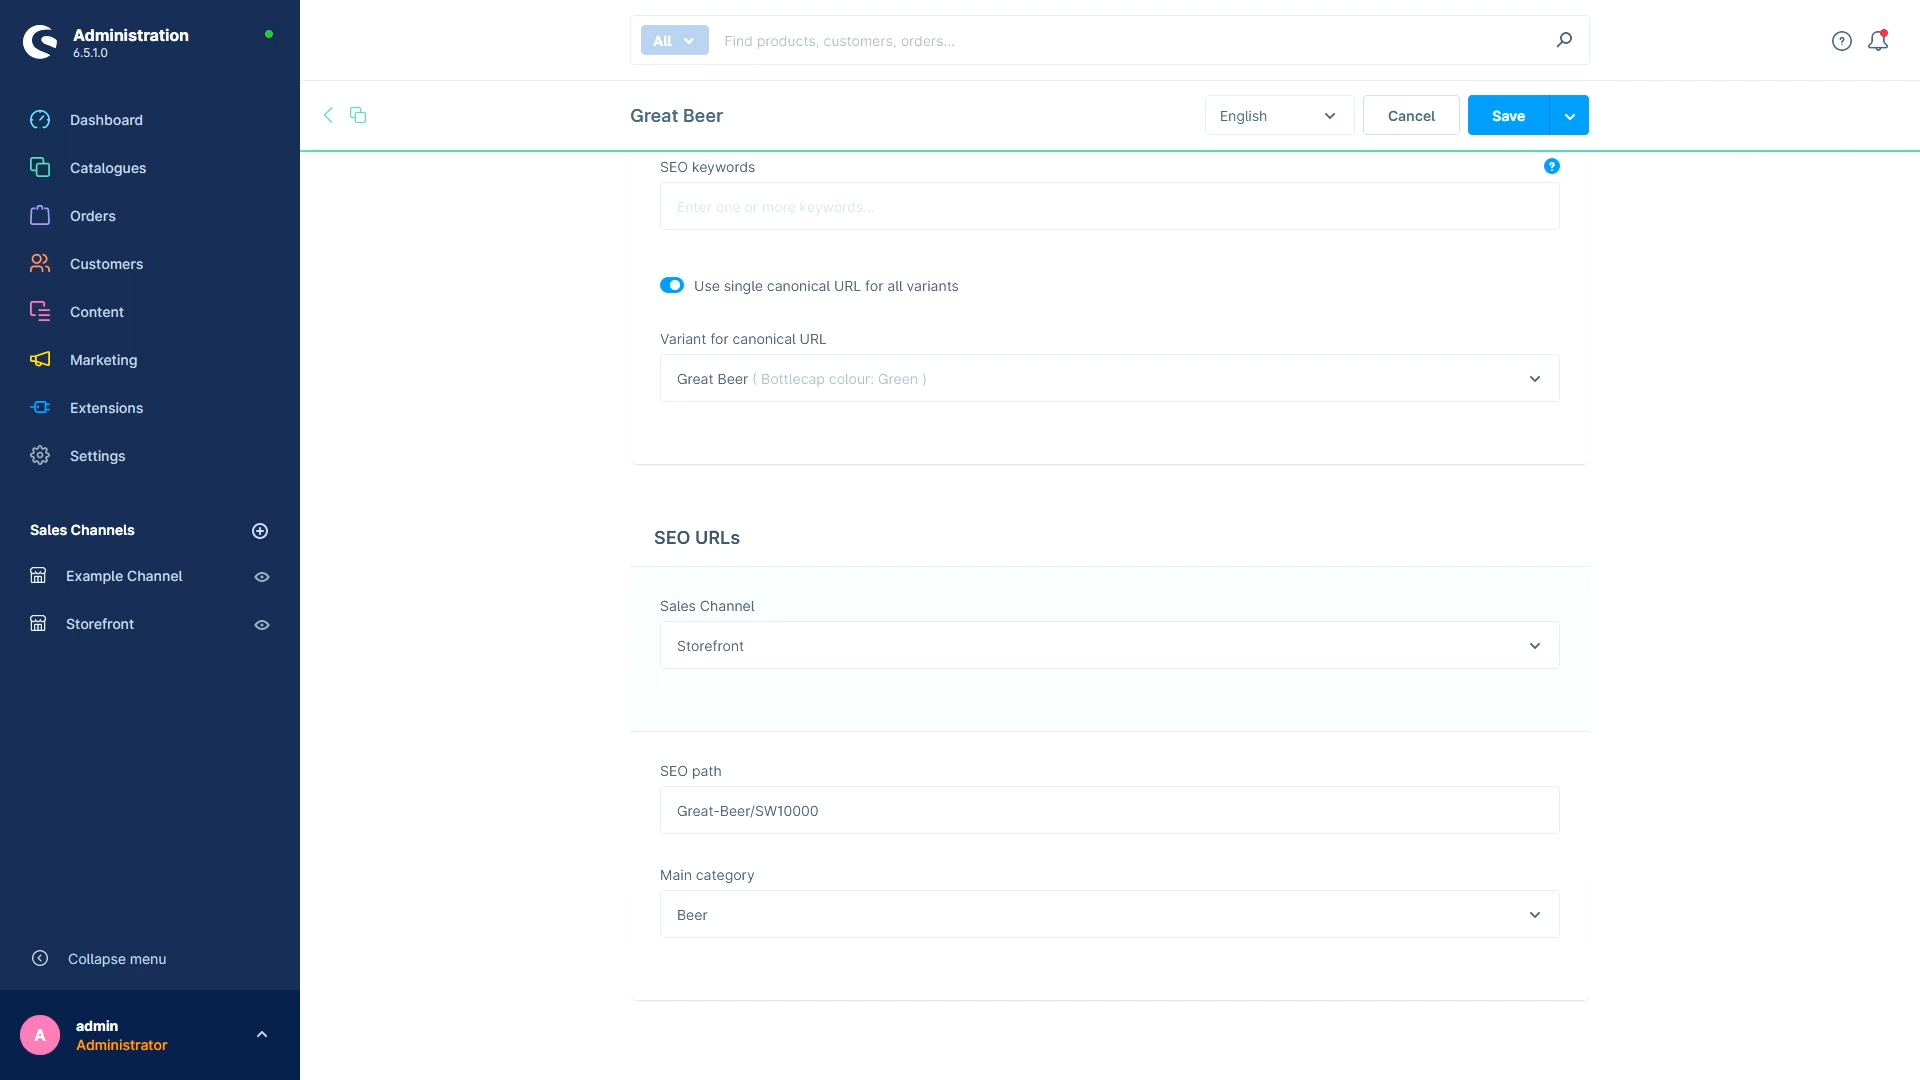 Administration
6.5.1.0
All
Find products, customers, orders...
Dashboard
Catalogues
Orders
Customers
Content
Marketing
Extensions
Settings
Sales Channels
Example Channel
Storefront
Collapse menu
A
admin
Administrator
Great Beer
English
Cancel
Save
SEO keywords
Enter one or more keywords...
Use single canonical URL for all variants
Variant for canonical URL
Great Beer ( Bottlecap colour: Green )
SEO URLs
Sales Channel
Storefront
SEO path
Great-Beer/SW10000
Main category
Beer